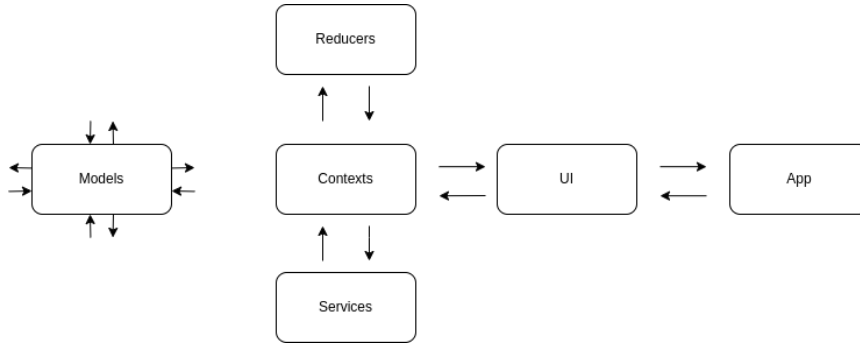 Reducers
Models
Contexts
UI
App
Services